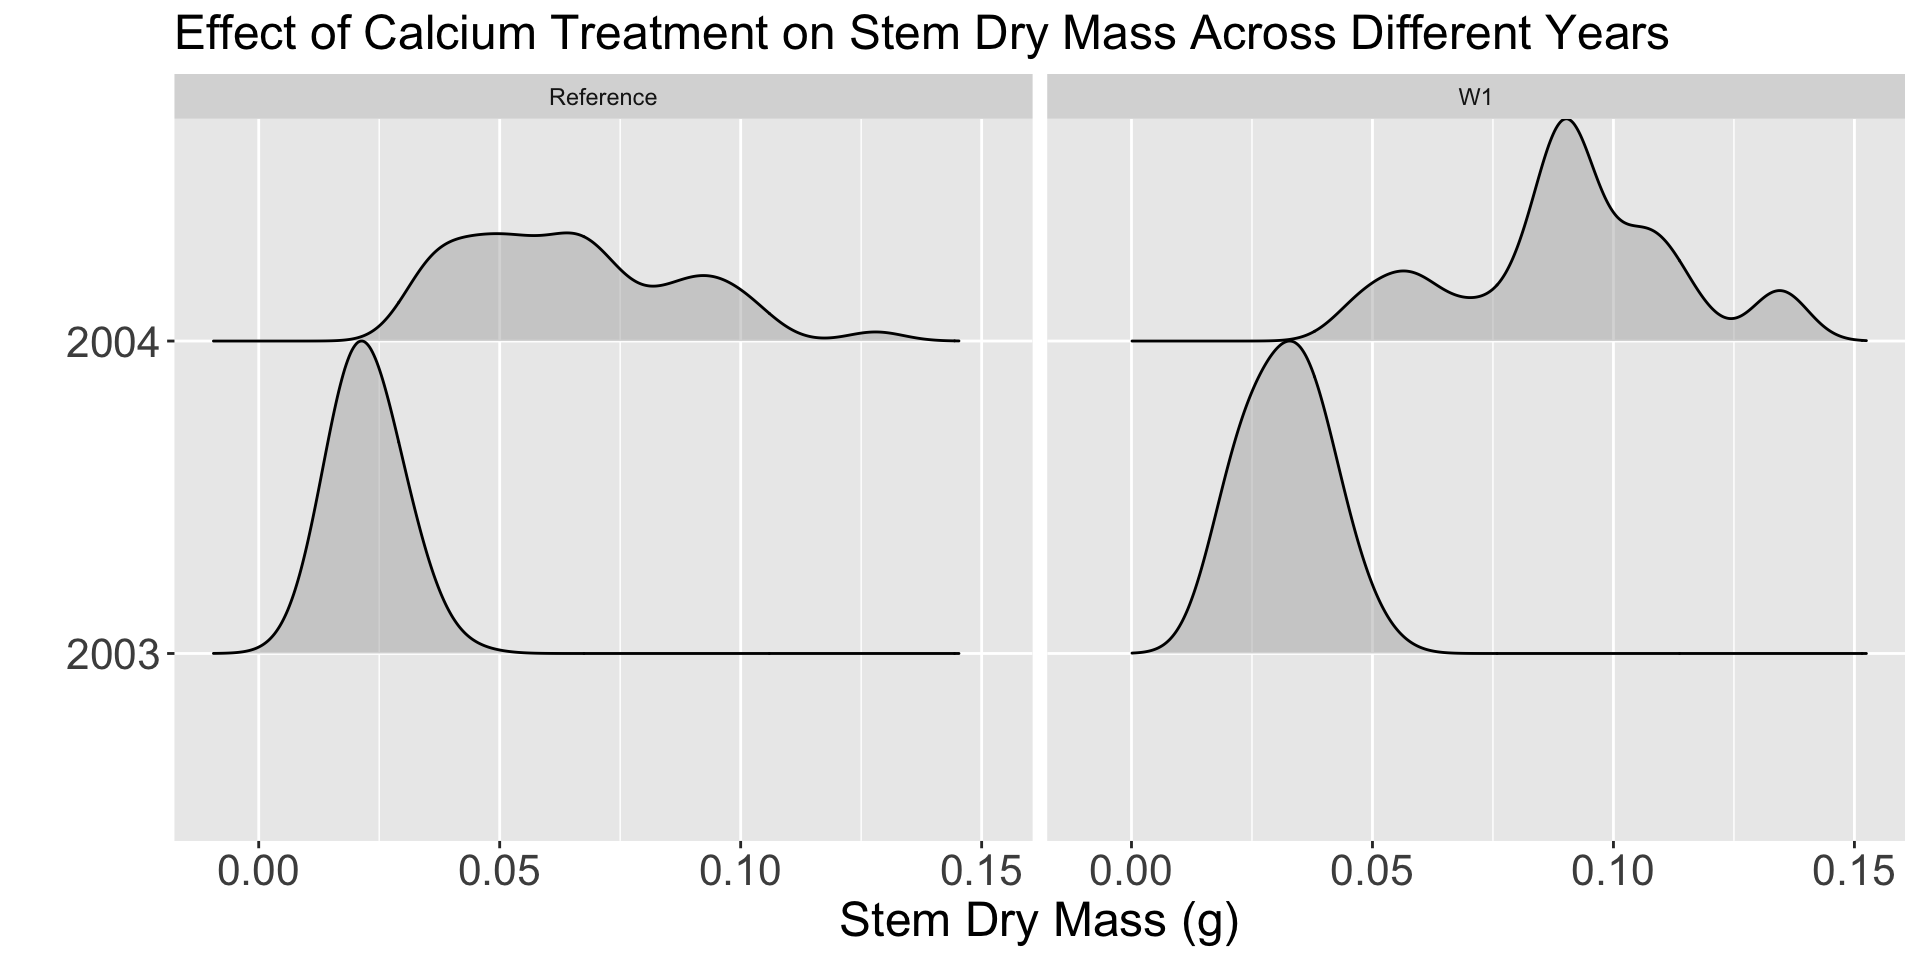 Effect of Calcium Treatment on Stem Dry Mass Across Different Years
Reference
W1
2004
2003
0.00 0.05 0.10 0.15
0.00 0.05 0.10 0.15
Stem Dry Mass (g)